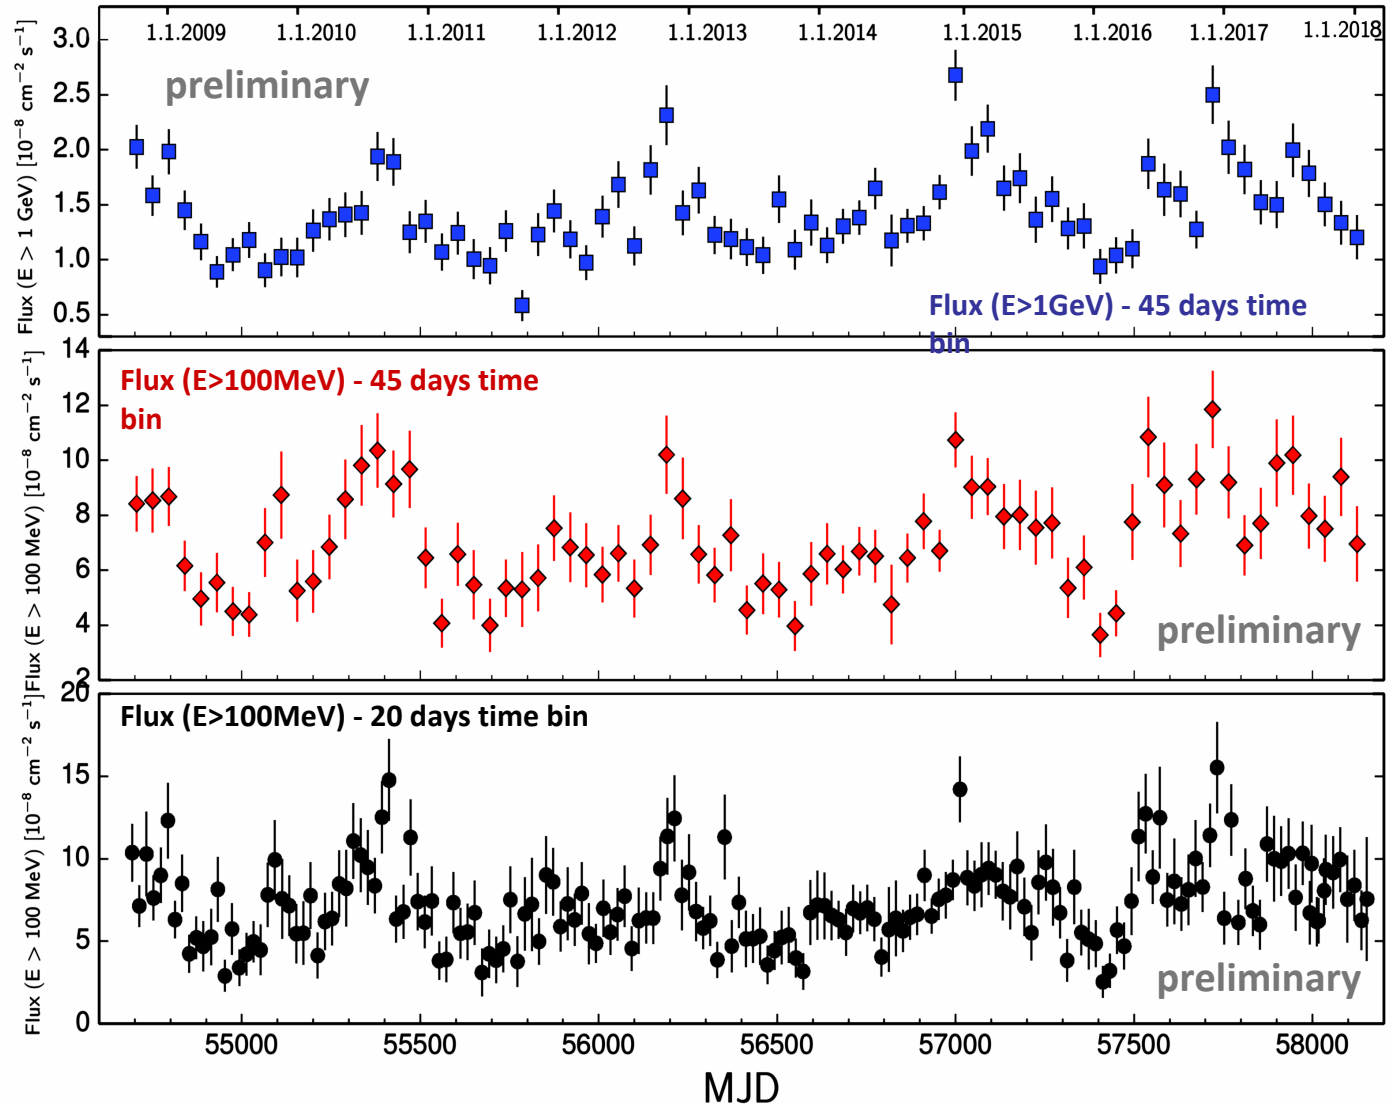 1.1.2009 1.1.2010 1.1.2011 1.1.2012 1.1.2013 1.1.2014 1.1.2015 1.1.2016 1.1.2017 1.1.2018
preliminary
3.0
2.5
2.0
1.5
1.0
0.5
Flux (E > 1 GeV) [10⁻⁸ cm⁻² s⁻¹]
Flux (E>1GeV) - 45 days time
bin
Flux (E>100MeV) - 45 days time
bin
14
12
10
8
6
4
2
Flux (E > 100 MeV) [10⁻⁸ cm⁻² s⁻¹]
preliminary
Flux (E>100MeV) - 20 days time bin
20
15
10
5
0
Flux (E > 100 MeV) [10⁻⁸ cm⁻² s⁻¹]
preliminary
55000 55500 56000 56500 57000 57500 58000
MJD